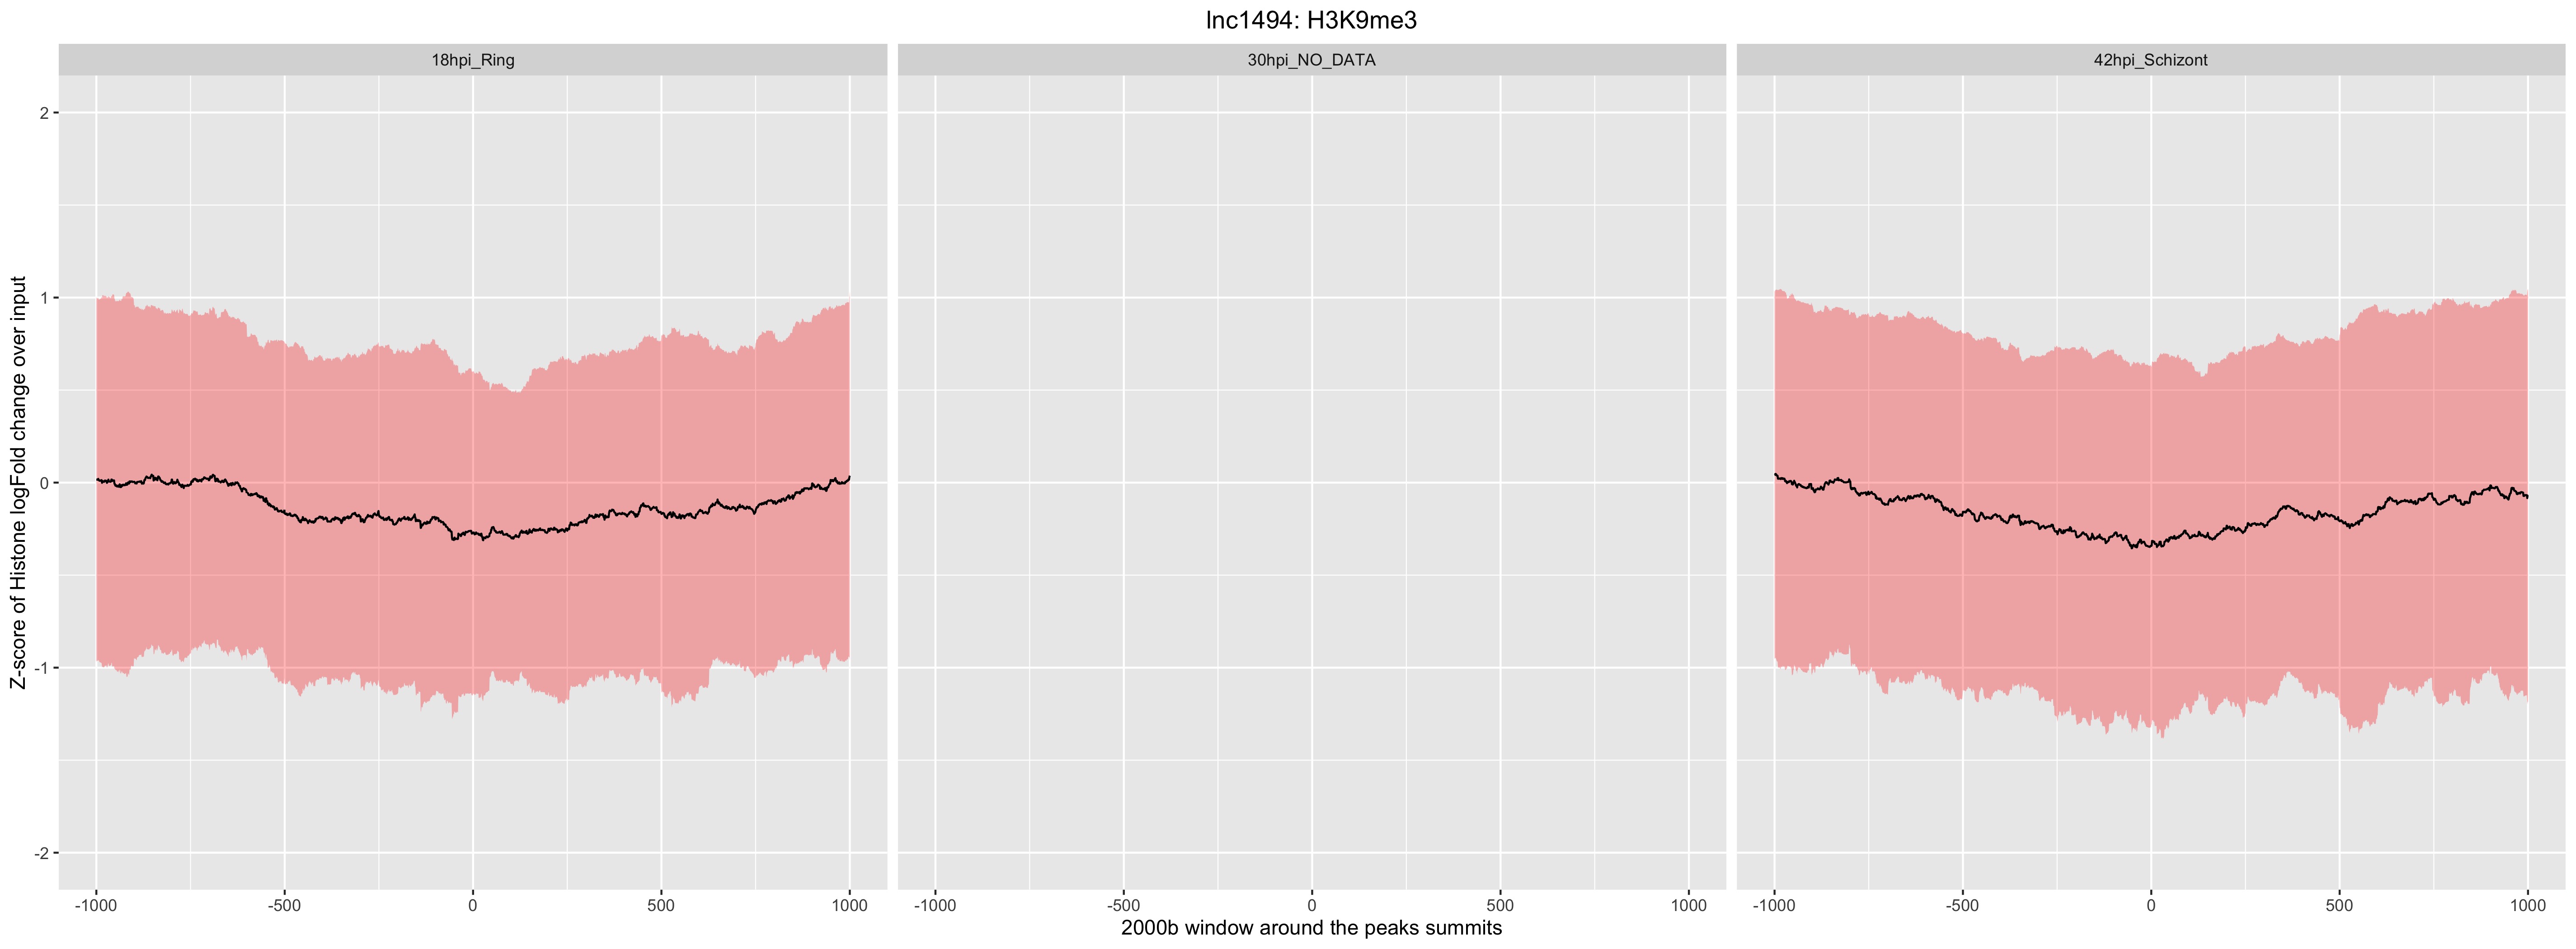 lnc1494: H3K9me3
18hpi_Ring
30hpi_NO_DATA
42hpi_Schizont
Z-score of Histone logFold change over input
2
1
0
-1
-2
-1000 -500 0 500 1000
-1000 -500 0 500 1000
-1000 -500 0 500 1000
2000b window around the peaks summits